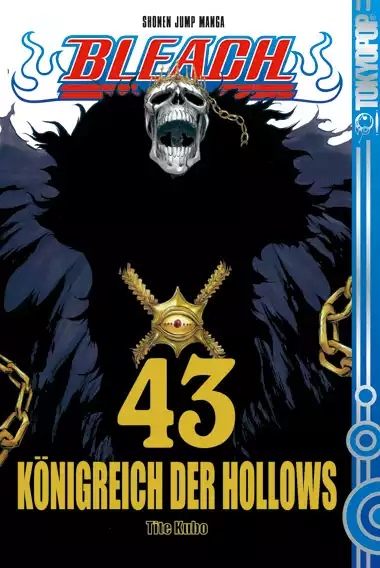 SHONEN JUMP MANGA
BLEACH
TOKYOPOP
43
KÖNIGREICH DER HOLLOWS
Tite Kubo